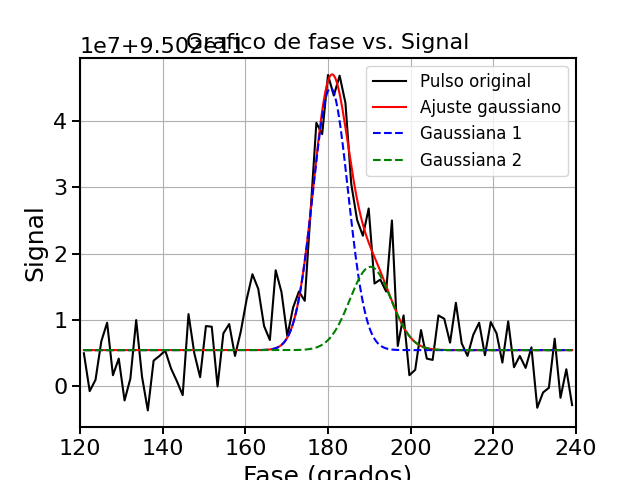 1e7+9.502e11
Grafico de fase vs. Signal
Pulso original
Ajuste gaussiano
Gaussiana 1
Gaussiana 2
4
3
2
1
0
Signal
120 140 160 180 200 220 240
Fase (grados)